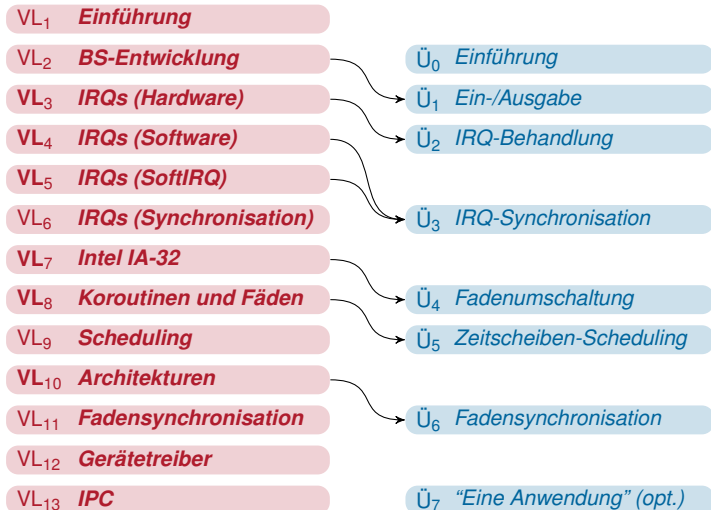 VL₁ Einführung
VL₂ BS-Entwicklung
Ü₀ Einführung
VL₃ IRQs (Hardware)
Ü₁ Ein-/Ausgabe
VL₄ IRQs (Software)
Ü₂ IRQ-Behandlung
VL₅ IRQs (SoftIRQ)
VL₆ IRQs (Synchronisation)
Ü₃ IRQ-Synchronisation
VL₇ Intel IA-32
VL₈ Koroutinen und Fäden
Ü₄ Fadenumschaltung
VL₉ Scheduling
Ü₅ Zeitscheiben-Scheduling
VL₁₀ Architekturen
VL₁₁ Fadensynchronisation
Ü₆ Fadensynchronisation
VL₁₂ Gerätetreiber
VL₁₃ IPC
Ü₇ “Eine Anwendung” (opt.)